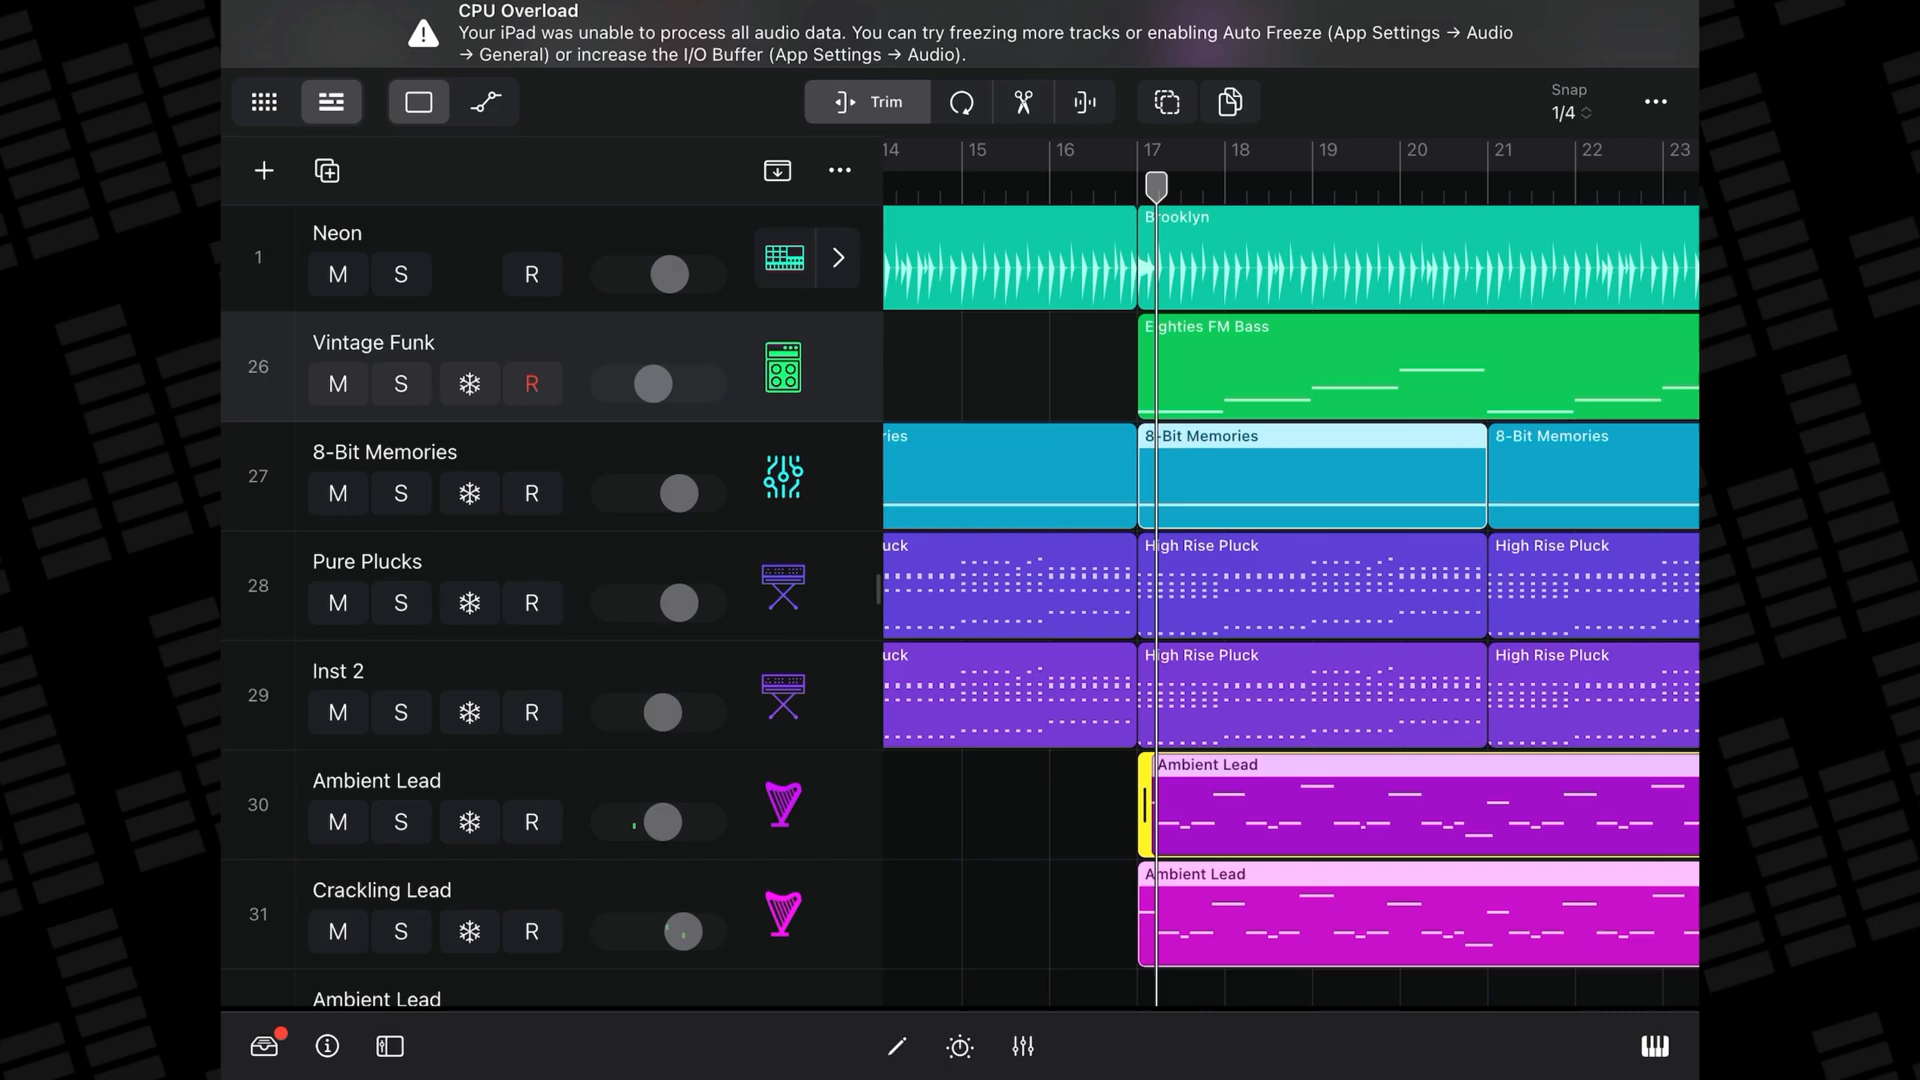 CPU Overload
Your iPad was unable to process all audio data. You can try freezing more tracks or enabling Auto Freeze (App Settings → Audio
→ General) or increase the I/O Buffer (App Settings → Audio).
Trim
Snap
1/4
14 15 16 17 18 19 20 21 22 23
1 Neon
M S R
Brooklyn
26 Vintage Funk
M S R
Eighties FM Bass
27 8-Bit Memories
M S R
ries 8-Bit Memories 8-Bit Memories
28 Pure Plucks
M S R
uck High Rise Pluck High Rise Pluck
29 Inst 2
M S R
uck High Rise Pluck High Rise Pluck
30 Ambient Lead
M S R
Ambient Lead
31 Crackling Lead
M S R
Ambient Lead
Ambient Lead